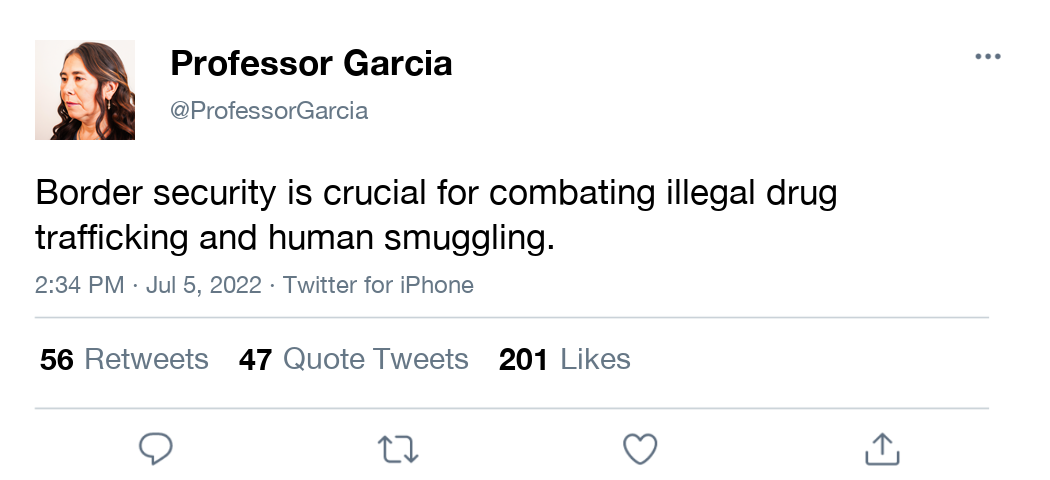 Professor Garcia
@ProfessorGarcia
Border security is crucial for combating illegal drug
trafficking and human smuggling.
2:34 PM · Jul 5, 2022 · Twitter for iPhone
56 Retweets 47 Quote Tweets 201 Likes